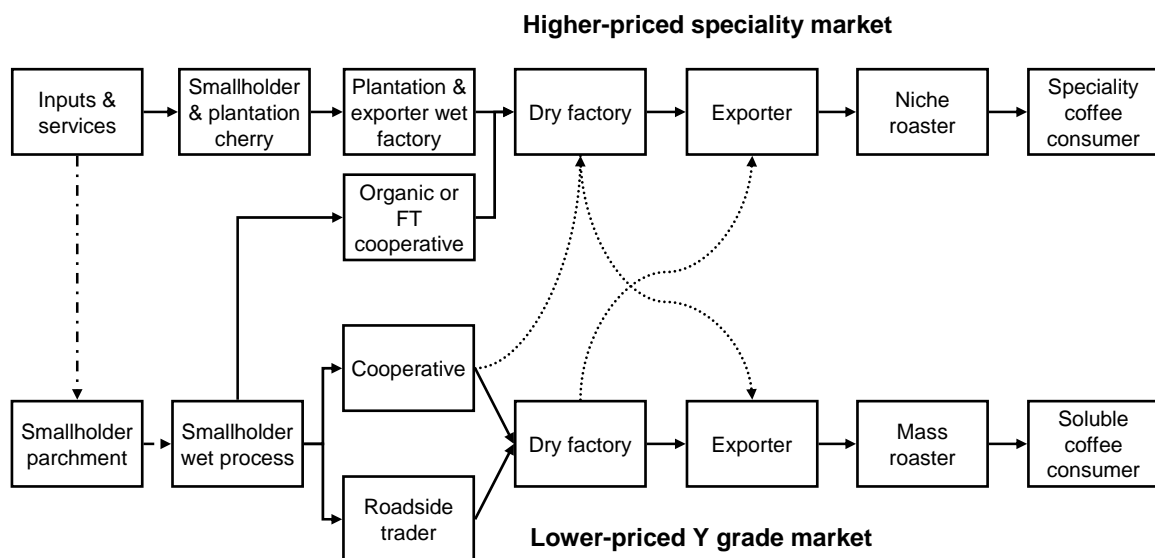 Higher-priced speciality market
Inputs &
services
Smallholder
& plantation
cherry
Plantation &
exporter wet
factory
Dry factory
Exporter
Niche
roaster
Speciality
coffee
consumer
Organic or
FT
cooperative
Cooperative
Smallholder
parchment
Smallholder
wet process
Dry factory
Exporter
Mass
roaster
Soluble
coffee
consumer
Roadside
trader
Lower-priced Y grade market